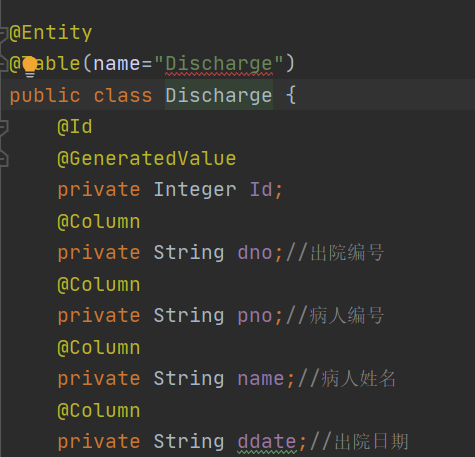 @Entity
@Table(name="Discharge")
public class Discharge {
@Id
@GeneratedValue
private Integer Id;
@Column
private String dno;//出院编号
@Column
private String pno;//病人编号
@Column
private String name;//病人姓名
@Column
private String ddate;//出院日期